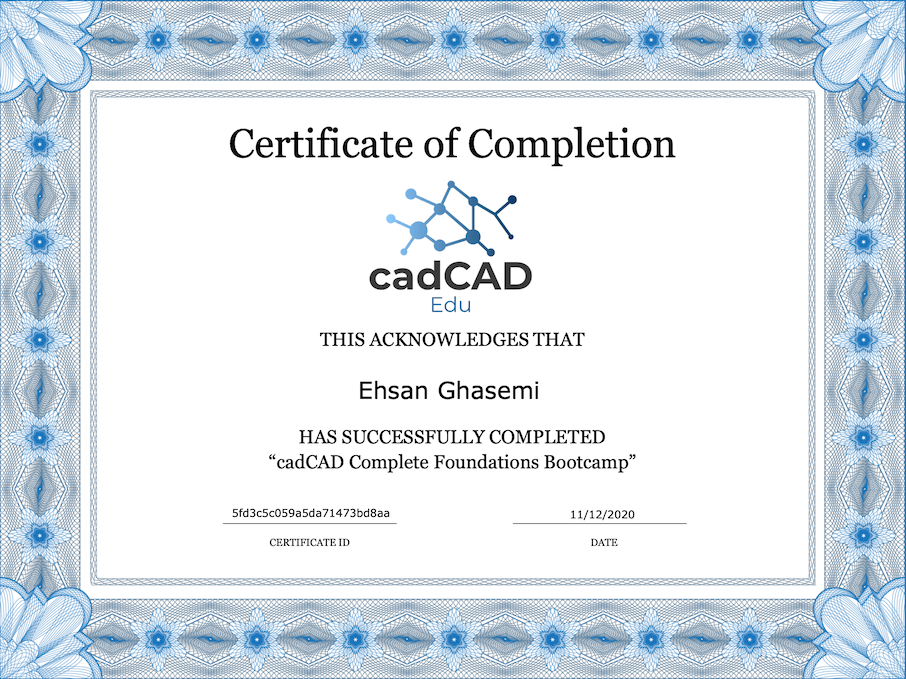 Certificate of Completion
cadCAD
Edu
THIS ACKNOWLEDGES THAT
Ehsan Ghasemi
HAS SUCCESSFULLY COMPLETED
“cadCAD Complete Foundations Bootcamp”
5fd3c5c059a5da71473bd8aa
11/12/2020
CERTIFICATE ID
DATE